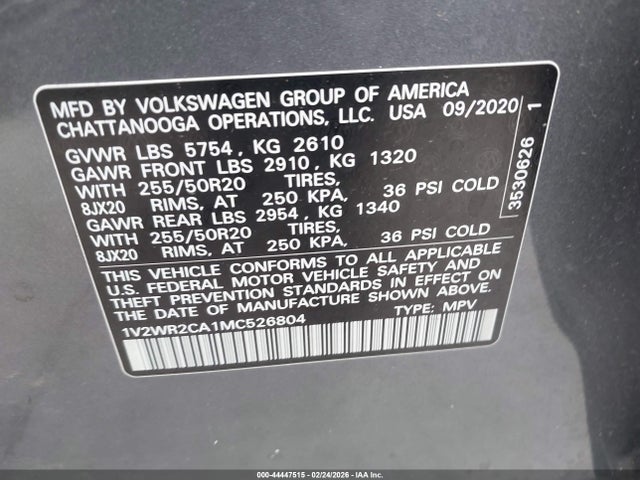 MFD BY VOLKSWAGEN GROUP OF AMERICA
CHATTANOOGA OPERATIONS, LLC. USA 09/2020
GVWR LBS 5754 , KG 2610
GAWR FRONT LBS 2910 , KG 1320
WITH 255/50R20 TIRES,
8JX20 RIMS, AT 250 KPA, 36 PSI COLD
GAWR REAR LBS 2954 , KG 1340
WITH 255/50R20 TIRES,
8JX20 RIMS, AT 250 KPA, 36 PSI COLD
THIS VEHICLE CONFORMS TO ALL APPLICABLE
U.S. FEDERAL MOTOR VEHICLE SAFETY AND
THEFT PREVENTION STANDARDS IN EFFECT ON
THE DATE OF MANUFACTURE SHOWN ABOVE.
1V2WR2CA1MC526804 TYPE: MPV
3530626 1
000-44447515 - 02/24/2026 - IAAI, Inc.